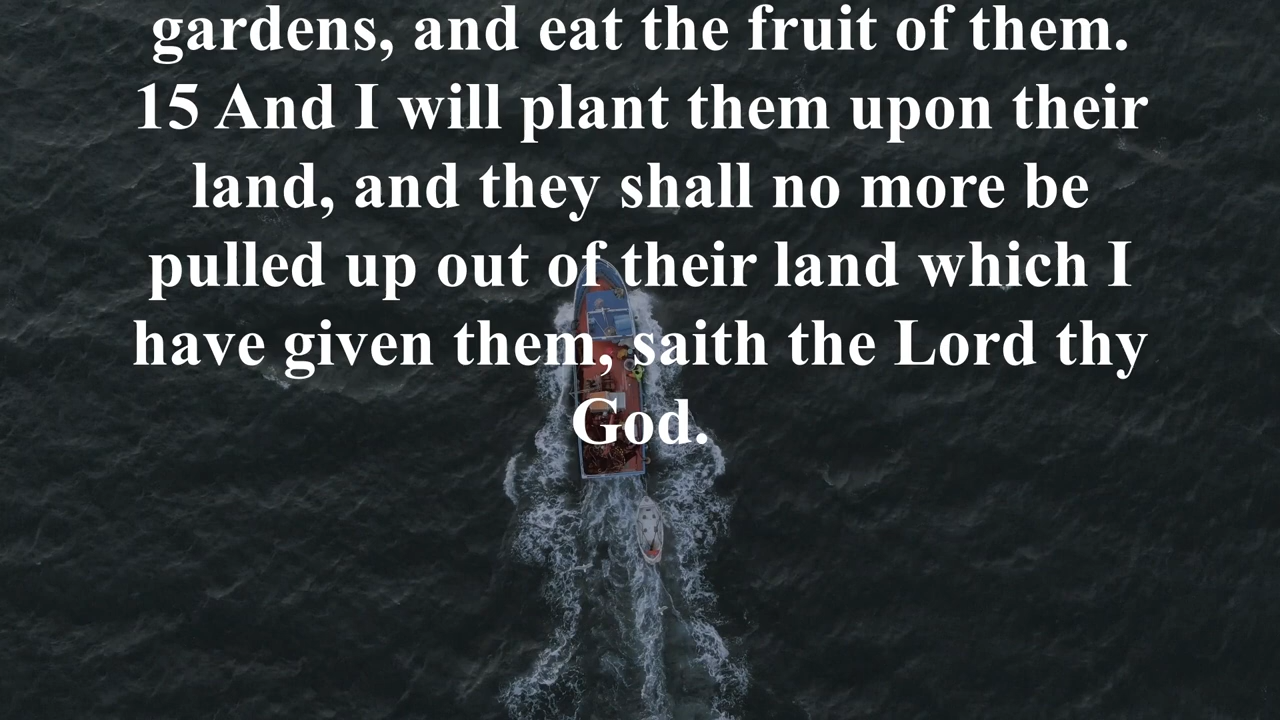 gardens, and eat the fruit of them.
15 And I will plant them upon their
land, and they shall no more be
pulled up out of their land which I
have given them, saith the Lord thy
God.